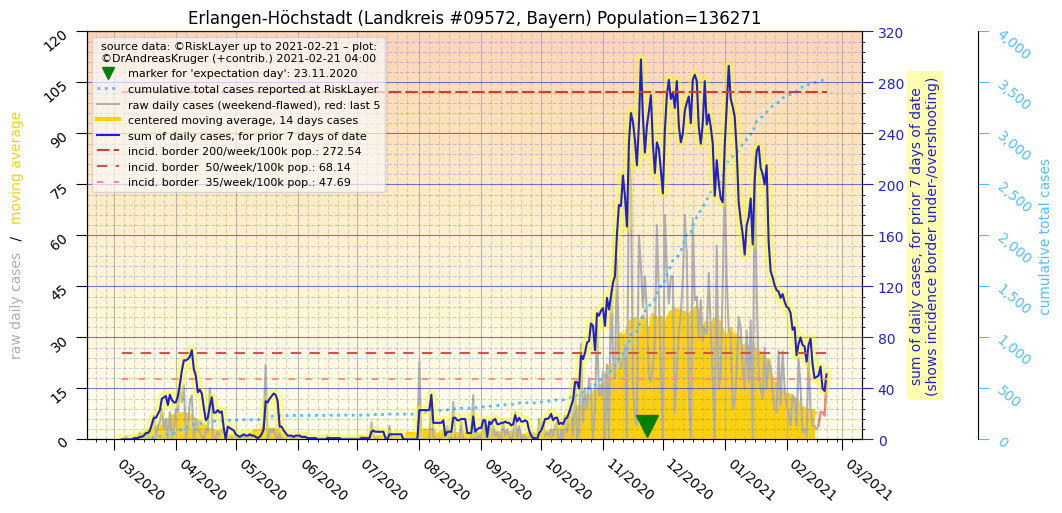 Erlangen-Höchstadt (Landkreis #09572, Bayern) Population=136271
source data: ©RiskLayer up to 2021-02-21 – plot:
©DrAndreasKruger (+contrib.) 2021-02-21 04:00
marker for 'expectation day': 23.11.2020
cumulative total cases reported at RiskLayer
raw daily cases (weekend-flawed), red: last 5
centered moving average, 14 days cases
sum of daily cases, for prior 7 days of date
incid. border 200/week/100k pop.: 272.54
incid. border  50/week/100k pop.: 68.14
incid. border  35/week/100k pop.: 47.69
raw daily cases / moving average
120
105
90
75
60
45
30
15
0
03/2020
04/2020
05/2020
06/2020
07/2020
08/2020
09/2020
10/2020
11/2020
12/2020
01/2021
02/2021
03/2021
320
280
240
200
160
120
80
40
0
sum of daily cases, for prior 7 days of date
(shows incidence border under-/overshooting)
4,000
3,500
3,000
2,500
2,000
1,500
1,000
500
0
cumulative total cases